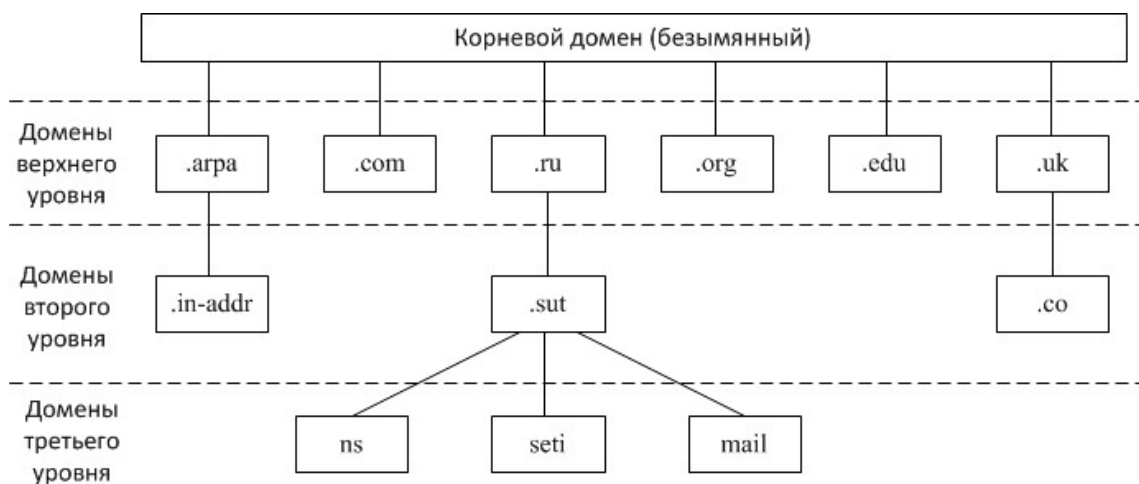 Корневой домен (безымянный)
Домены
верхнего
уровня
.arpa
.com
.ru
.org
.edu
.uk
Домены
второго
уровня
.in-addr
.sut
.co
Домены
третьего
уровня
ns
seti
mail